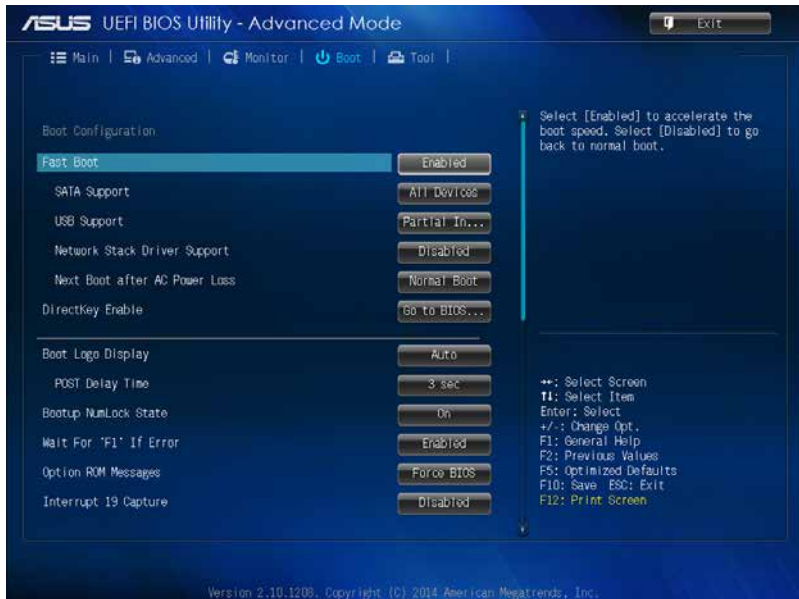 ASUS UEFI BIOS Utility - Advanced Mode
Exit
Main | Advanced | Monitor | Boot | Tool |
Boot Configuration
Fast Boot Enabled
SATA Support All Devices
USB Support Partial In...
Network Stack Driver Support Disabled
Next Boot after AC Power Loss Normal Boot
DirectKey Enable Go to BIOS...
Boot Logo Display Auto
POST Delay Time 3 sec
Bootup NumLock State On
Wait For 'F1' If Error Enabled
Option ROM Messages Force BIOS
Interrupt 19 Capture Disabled
Select [Enabled] to accelerate the
boot speed. Select [Disabled] to go
back to normal boot.
→←: Select Screen
↑↓: Select Item
Enter: Select
+/-: Change Opt.
F1: General Help
F2: Previous Values
F5: Optimized Defaults
F10: Save ESC: Exit
F12: Print Screen
Version 2.10.1208. Copyright (C) 2014 American Megatrends, Inc.